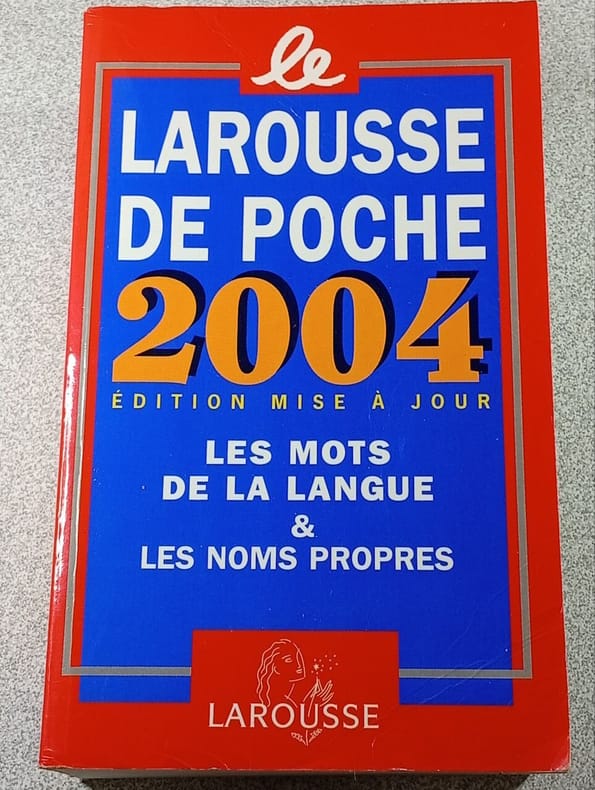 le
LAROUSSE
DE POCHE
2004
ÉDITION MISE À JOUR
LES MOTS
DE LA LANGUE
&
LES NOMS PROPRES
LAROUSSE